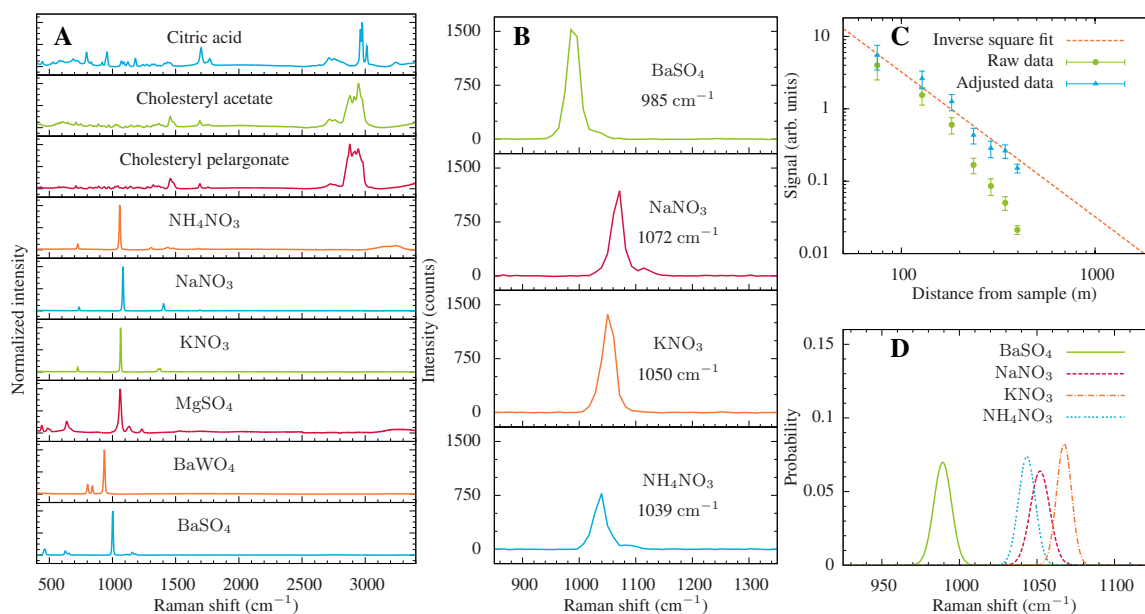 A
Citric acid
Cholesteryl acetate
Cholesteryl pelargonate
NH₄NO₃
NaNO₃
KNO₃
MgSO₄
BaWO₄
BaSO₄
Normalized intensity
500 1000 1500 2000 2500 3000
Raman shift (cm⁻¹)
B
1500
750
0
BaSO₄
985 cm⁻¹
1500
750
0
NaNO₃
1072 cm⁻¹
1500
750
0
KNO₃
1050 cm⁻¹
1500
750
0
NH₄NO₃
1039 cm⁻¹
Intensity (counts)
900 1000 1100 1200 1300
Raman shift (cm⁻¹)
C
Inverse square fit
Raw data
Adjusted data
10
1
0.1
0.01
Signal (arb. units)
100 1000
Distance from sample (m)
D
BaSO₄
NaNO₃
KNO₃
NH₄NO₃
0.15
0.1
0.05
0
Probability
950 1000 1050 1100
Raman shift (cm⁻¹)